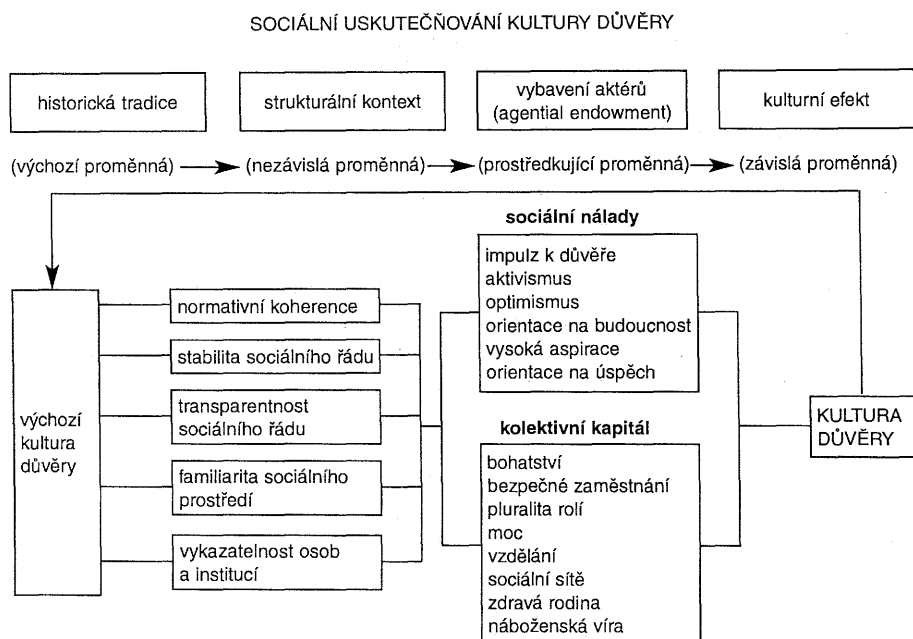 SOCIÁLNÍ USKUTEČŇOVÁNÍ KULTURY DŮVĚRY
historická tradice
strukturální kontext
vybavení aktérů
(agential endowment)
kulturní efekt
(výchozí proměnná)
(nezávislá proměnná)
(prostředkující proměnná)
(závislá proměnná)
výchozí
kultura
důvěry
normativní koherence
stabilita sociálního řádu
transparentnost
sociálního řádu
familiarita sociálního
prostředí
vykazatelnost osob
a institucí
sociální nálady
impulz k důvěře
aktivismus
optimismus
orientace na budoucnost
vysoká aspirace
orientace na úspěch
kolektivní kapitál
bohatství
bezpečné zaměstnání
pluralita rolí
moc
vzdělání
sociální sítě
zdravá rodina
náboženská víra
KULTURA
DŮVĚRY